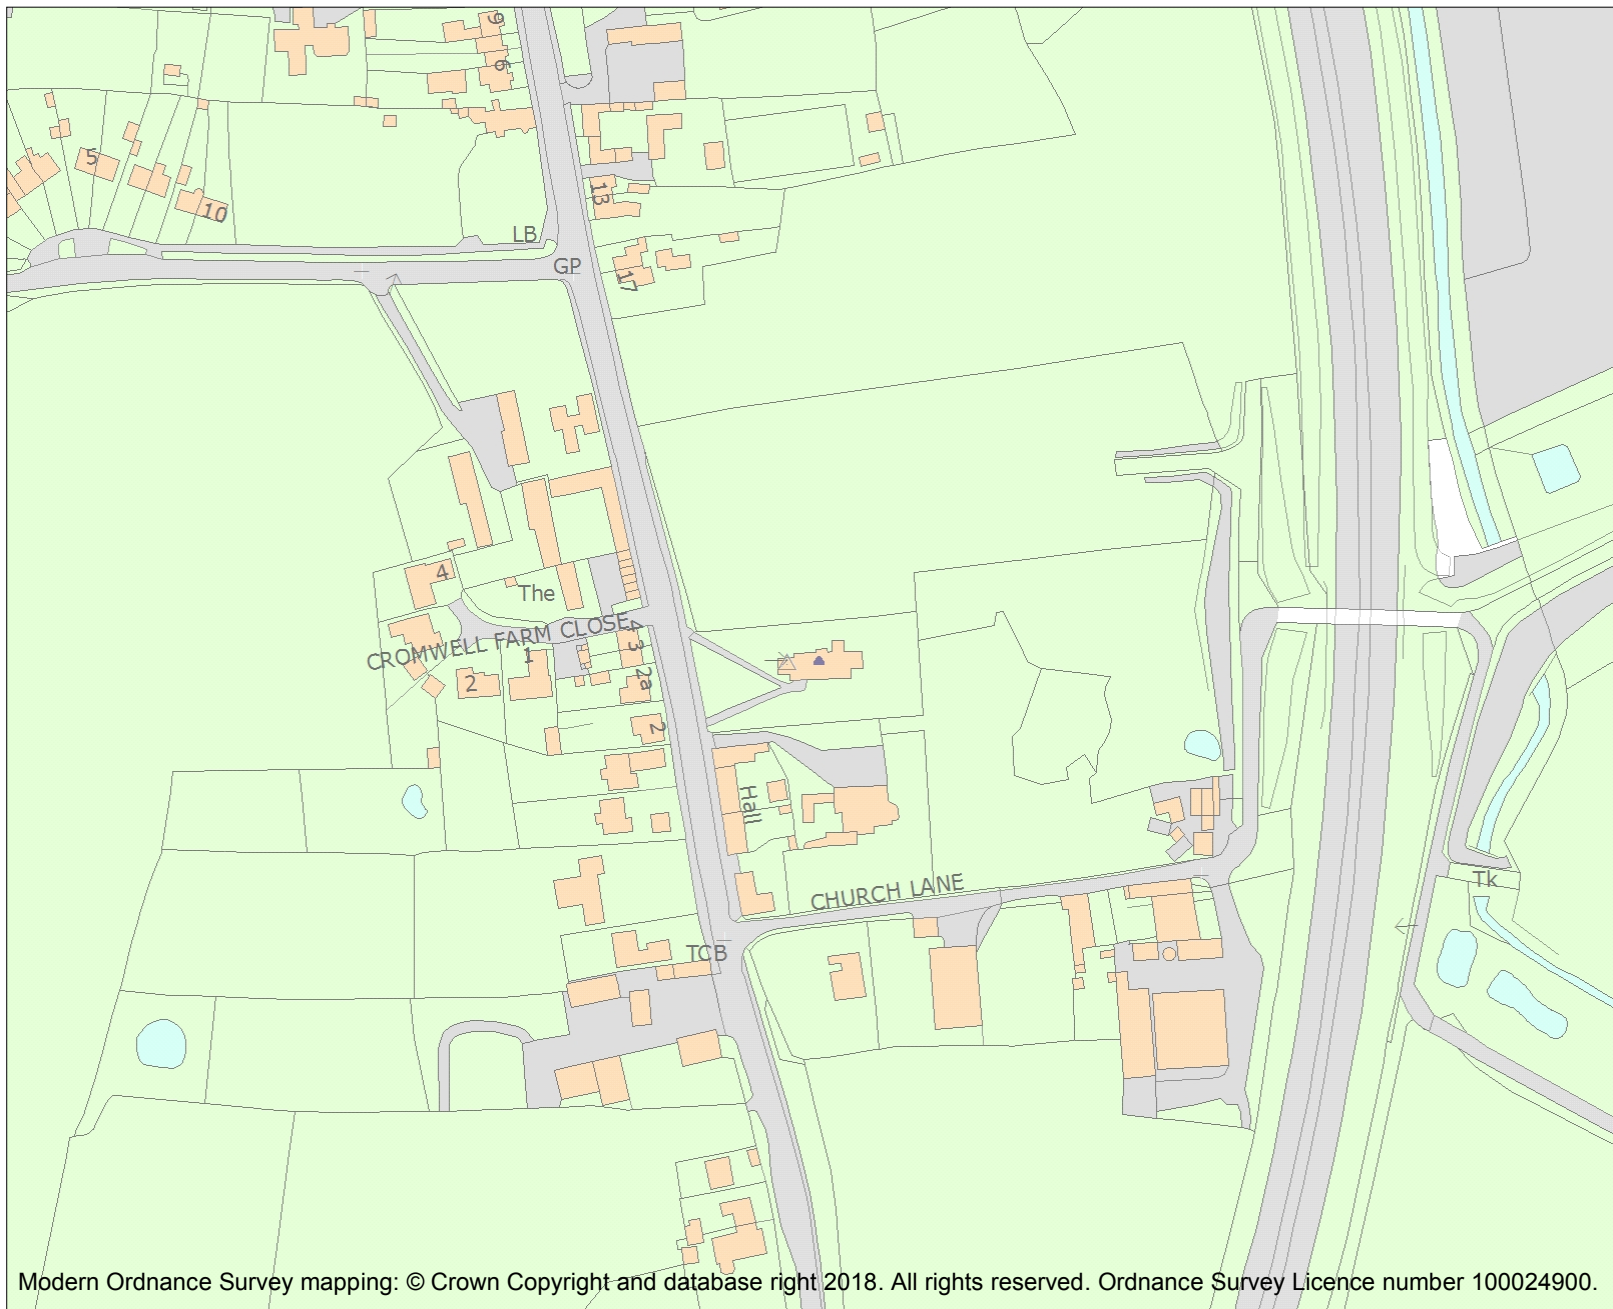 9
6
5
13
10
LB
GP
17
4
The
CROMWELL FARM CLOSE
4
3
1
2
2a
2
Hall
CHURCH LANE
Tk
TCB
Modern Ordnance Survey mapping: © Crown Copyright and database right 2018. All rights reserved. Ordnance Survey Licence number 100024900.